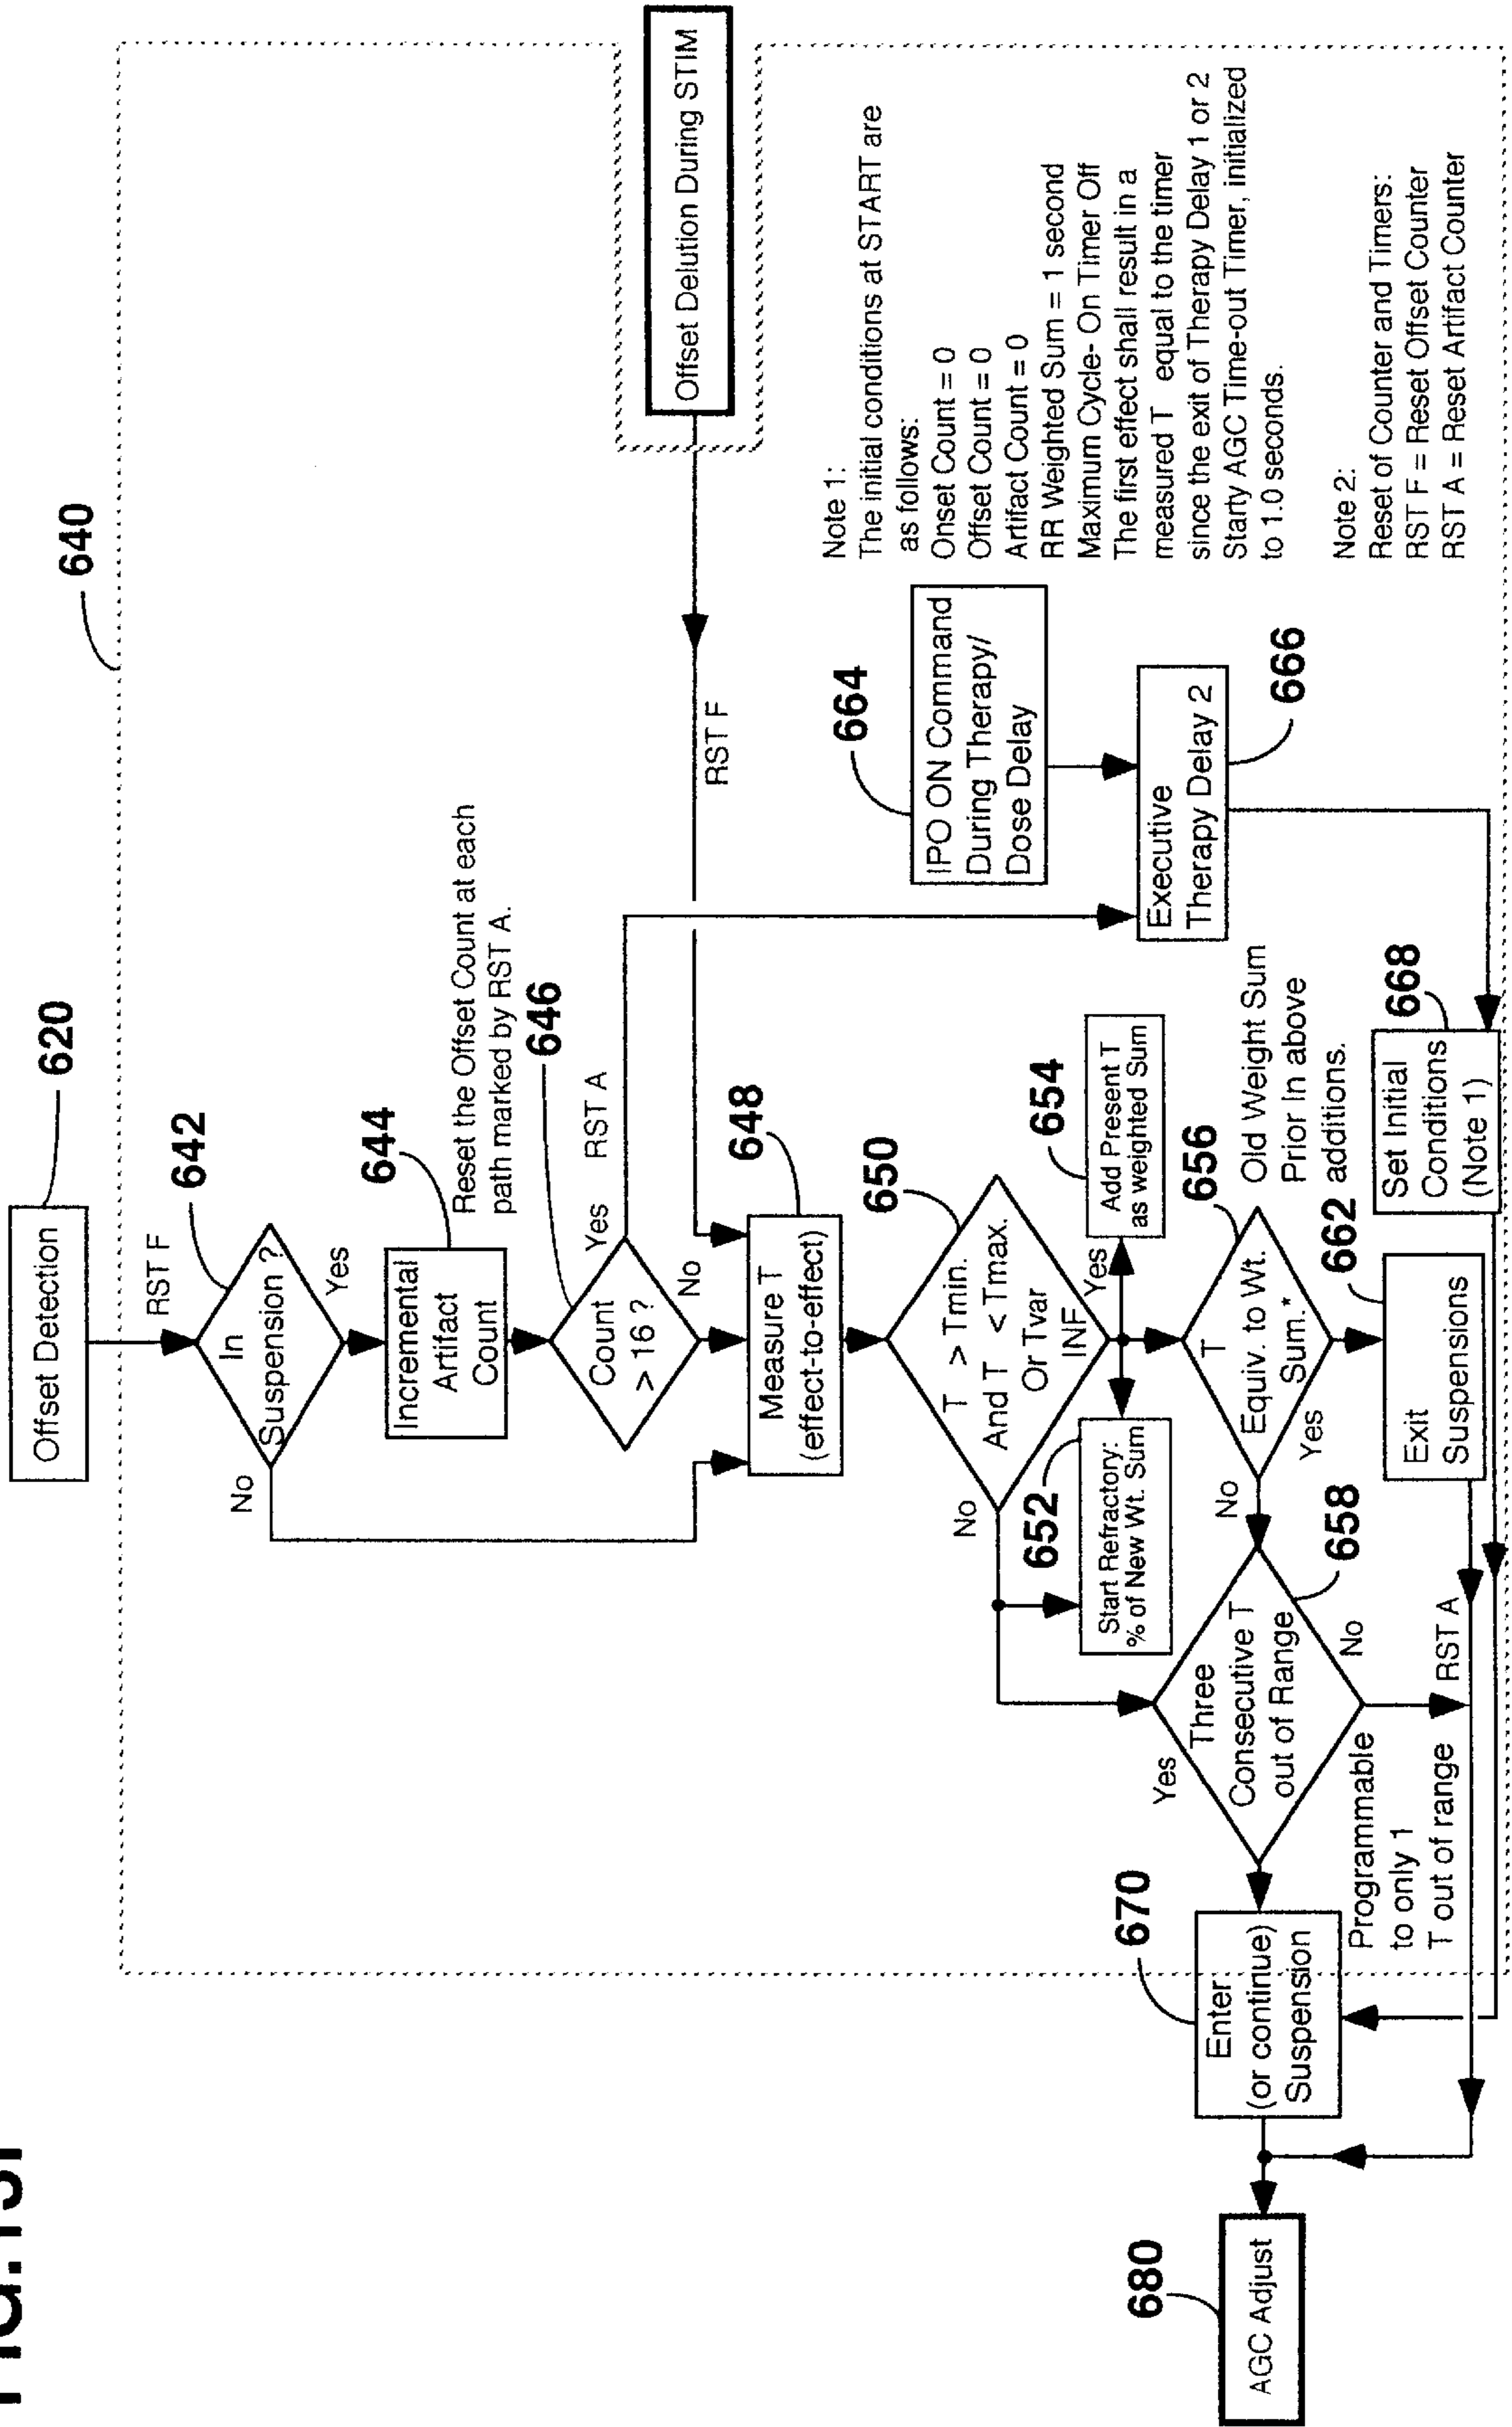 640
620
Offset Detection
RST F
642
In
Suspension ?
No
Yes
644
Incremental
Artifact
Count
Reset the Offset Count at each
path marked by RST A.
646
Count
> 16 ?
Yes
RST A
No
Offset Delution During STIM
RST F
648
Measure T
(effect-to-effect)
650
T > Tmin.
And T < Tmax.
Or Tvar
INF
No
Yes
652
Start Refractory:
% of New Wt. Sum
654
Add Present T
as weighted Sum
656
T
Equiv. to Wt.
Sum.*
No
Yes
Old Weight Sum
Prior In above
additions.
658
Three
Consecutive T
out of Range
Yes
No
Programmable
to only 1
T out of range
662
Exit
Suspensions
RST A
664
IPO ON Command
During Therapy/
Dose Delay
666
Executive
Therapy Delay 2
668
Set Initial
Conditions
(Note 1)
670
Enter
(or continue)
Suspension
680
AGC Adjust
Note 1:
The initial conditions at START are
as follows:
Onset Count = 0
Offset Count = 0
Artifact Count = 0
RR Weighted Sum = 1 second
Maximum Cycle- On Timer Off
The first effect shall result in a
measured T equal to the timer
since the exit of Therapy Delay 1 or 2
Starty AGC Time-out Timer, initialized
to 1.0 seconds.
Note 2:
Reset of Counter and Timers:
RST F = Reset Offset Counter
RST A = Reset Artifact Counter